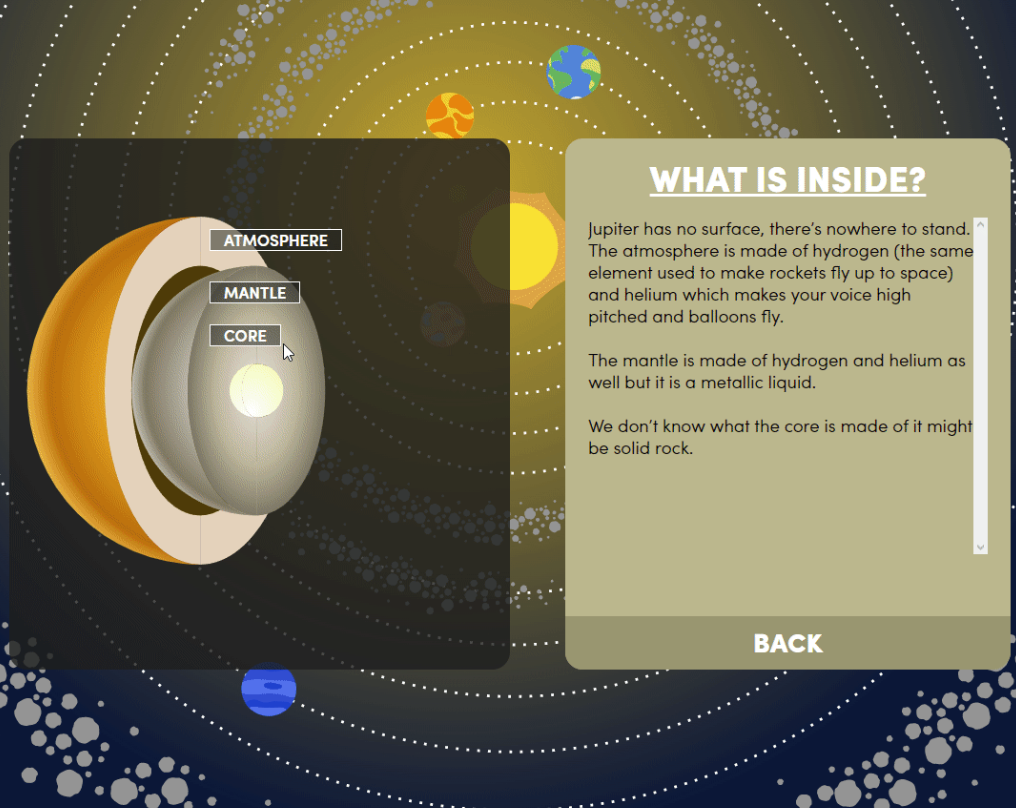 ATMOSPHERE
MANTLE
CORE
WHAT IS INSIDE?
Jupiter has no surface, there's nowhere to stand.
The atmosphere is made of hydrogen (the same
element used to make rockets fly up to space)
and helium which makes your voice high
pitched and balloons fly.
The mantle is made of hydrogen and helium as
well but it is a metallic liquid.
We don't know what the core is made of it might
be solid rock.
BACK